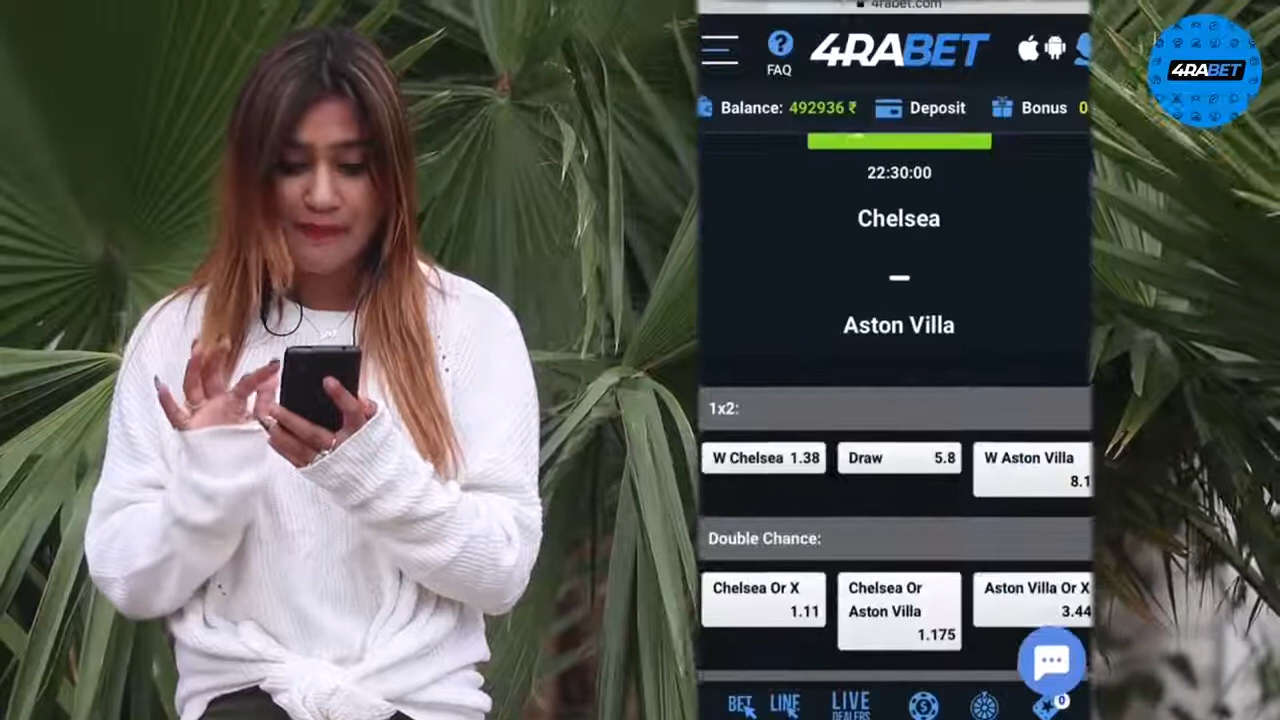 4rabet.com
FAQ
4RABET
Balance: 492936 ₹
Deposit
Bonus 0
22:30:00
Chelsea
–
Aston Villa
1x2:
W Chelsea 1.38
Draw 5.8
W Aston Villa
8.1
Double Chance:
Chelsea Or X
1.11
Chelsea Or
Aston Villa
1.175
Aston Villa Or X
3.44
BET
LINE
LIVE
DEALERS
0
4RABET